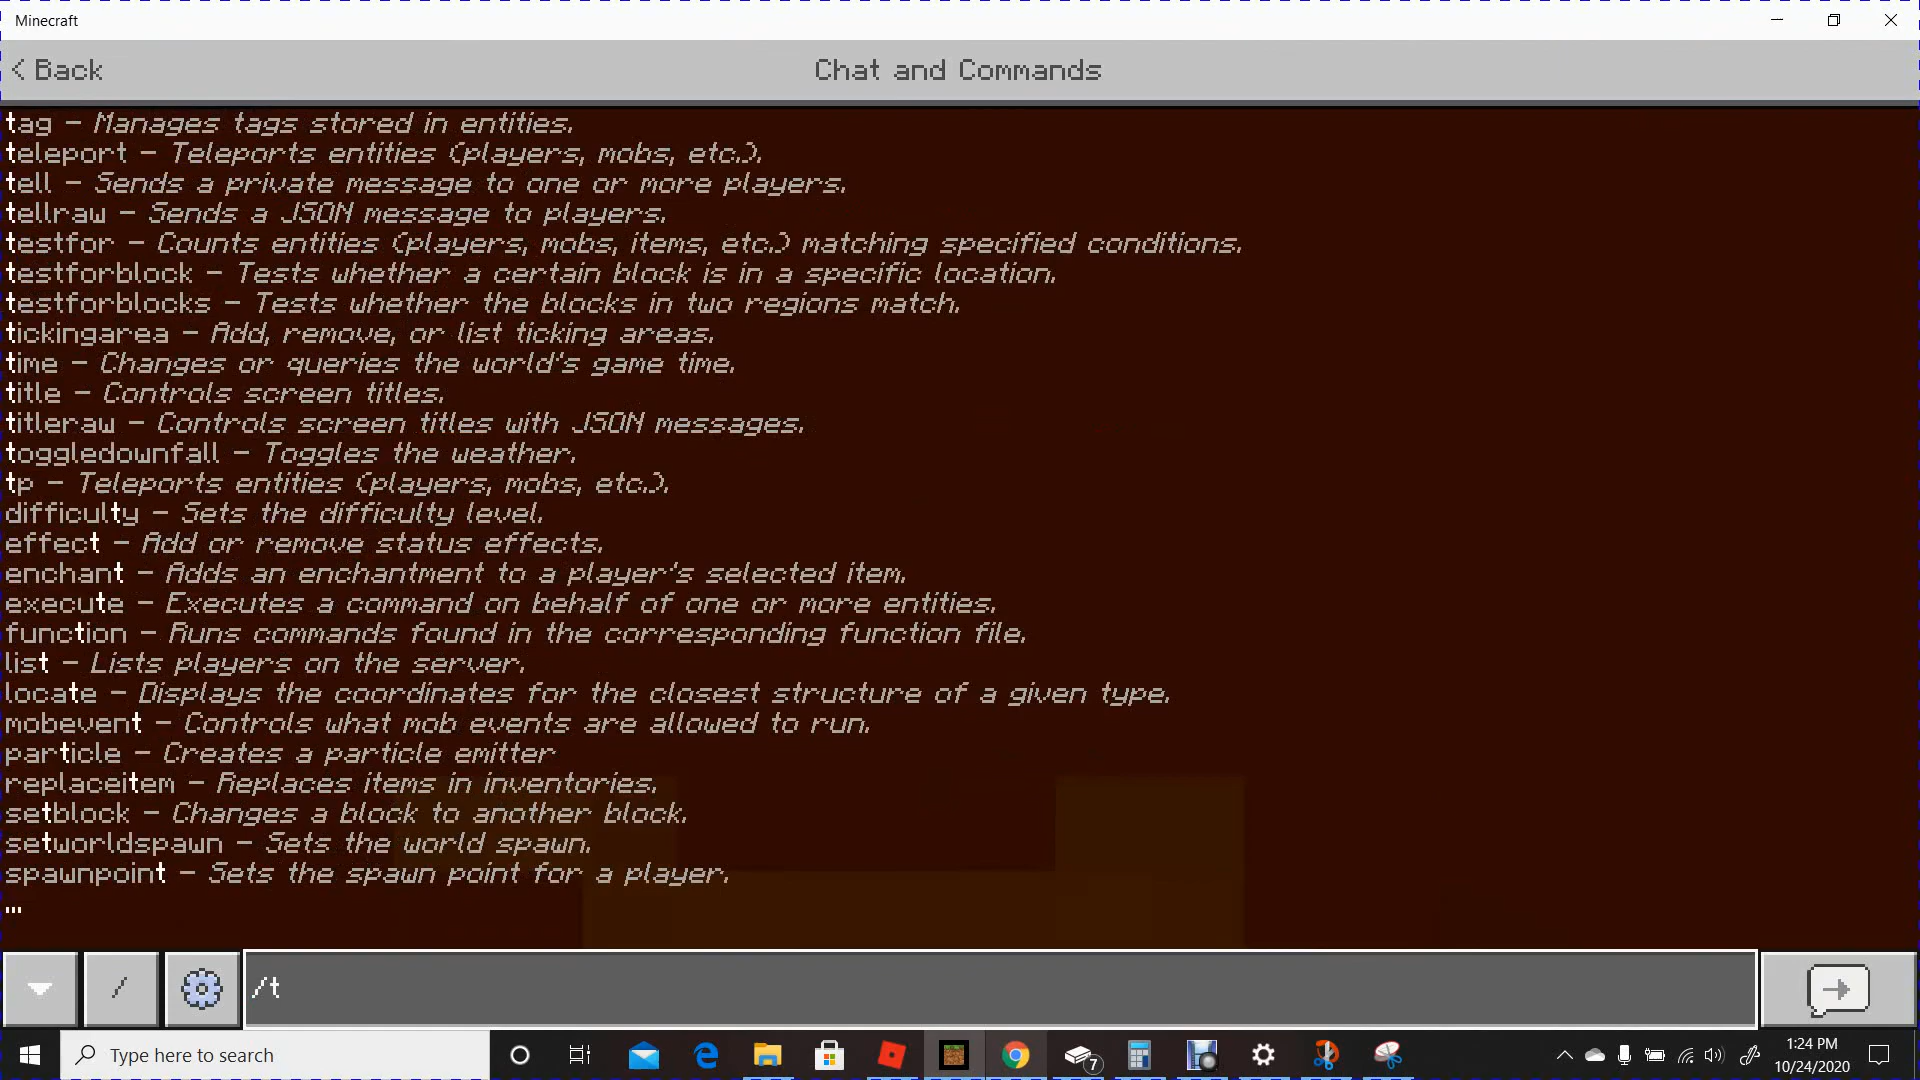 Minecraft
< Back
Chat and Commands
tag - Manages tags stored in entities.
teleport - Teleports entities (players, mobs, etc.).
tell - Sends a private message to one or more players.
tellraw - Sends a JSON message to players.
testfor - Counts entities (players, mobs, items, etc.) matching specified conditions.
testforblock - Tests whether a certain block is in a specific location.
testforblocks - Tests whether the blocks in two regions match.
tickingarea - Add, remove, or list ticking areas.
time - Changes or queries the world's game time.
title - Controls screen titles.
titleraw - Controls screen titles with JSON messages.
toggledownfall - Toggles the weather.
tp - Teleports entities (players, mobs, etc.).
difficulty - Sets the difficulty level.
effect - Add or remove status effects.
enchant - Adds an enchantment to a player's selected item.
execute - Executes a command on behalf of one or more entities.
function - Runs commands found in the corresponding function file.
list - Lists players on the server.
locate - Displays the coordinates for the closest structure of a given type.
mobevent - Controls what mob events are allowed to run.
particle - Creates a particle emitter
replaceitem - Replaces items in inventories.
setblock - Changes a block to another block.
setworldspawn - Sets the world spawn.
spawnpoint - Sets the spawn point for a player.
...
/
/t
Type here to search
7
1:24 PM
10/24/2020